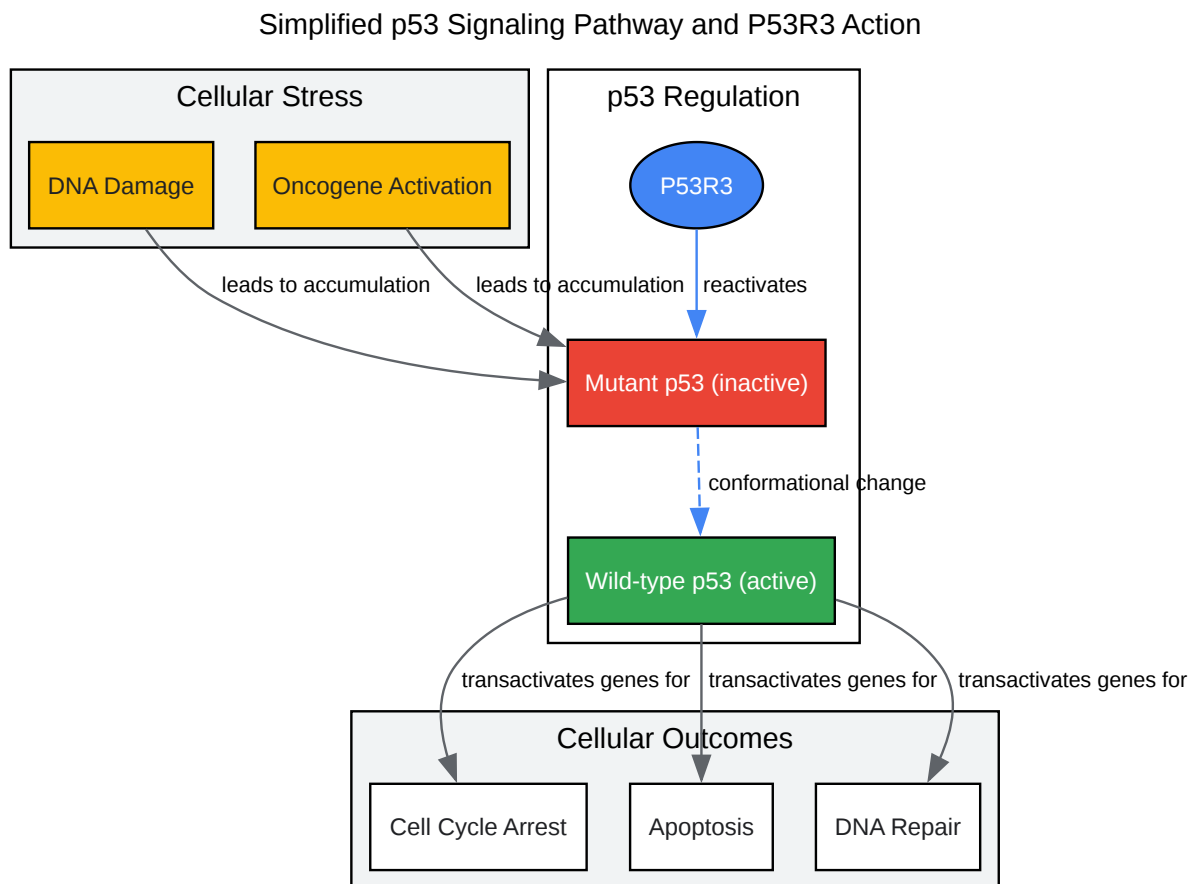 Simplified p53 Signaling Pathway and P53R3 Action
Cellular Stress
p53 Regulation
DNA Damage
Oncogene Activation
P53R3
leads to accumulation
leads to accumulation
reactivates
Mutant p53 (inactive)
conformational change
Wild-type p53 (active)
transactivates genes for
transactivates genes for
transactivates genes for
Cellular Outcomes
Cell Cycle Arrest
Apoptosis
DNA Repair